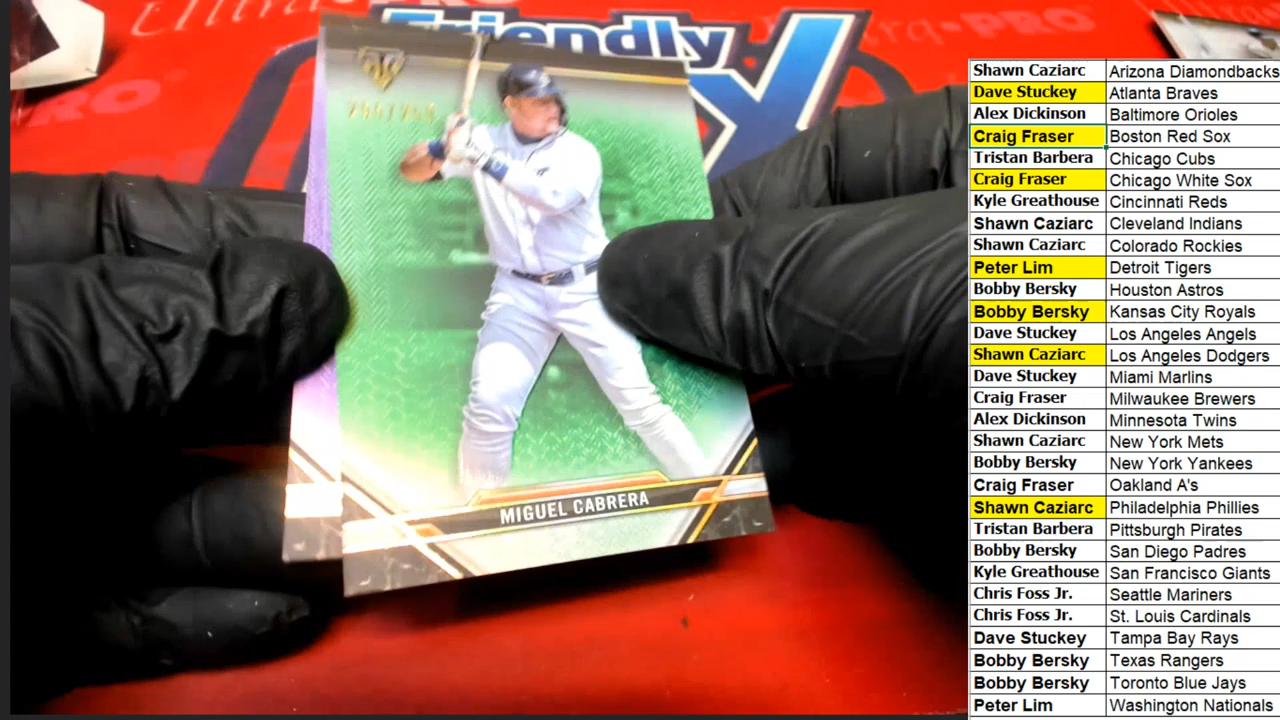 Friendly
MIGUEL CABRERA
Shawn Caziarc Arizona Diamondbacks
Dave Stuckey Atlanta Braves
Alex Dickinson Baltimore Orioles
Craig Fraser Boston Red Sox
Tristan Barbera Chicago Cubs
Craig Fraser Chicago White Sox
Kyle Greathouse Cincinnati Reds
Shawn Caziarc Cleveland Indians
Shawn Caziarc Colorado Rockies
Peter Lim Detroit Tigers
Bobby Bersky Houston Astros
Bobby Bersky Kansas City Royals
Dave Stuckey Los Angeles Angels
Shawn Caziarc Los Angeles Dodgers
Dave Stuckey Miami Marlins
Craig Fraser Milwaukee Brewers
Alex Dickinson Minnesota Twins
Shawn Caziarc New York Mets
Bobby Bersky New York Yankees
Craig Fraser Oakland A's
Shawn Caziarc Philadelphia Phillies
Tristan Barbera Pittsburgh Pirates
Bobby Bersky San Diego Padres
Kyle Greathouse San Francisco Giants
Chris Foss Jr. Seattle Mariners
Chris Foss Jr. St. Louis Cardinals
Dave Stuckey Tampa Bay Rays
Bobby Bersky Texas Rangers
Bobby Bersky Toronto Blue Jays
Peter Lim Washington Nationals